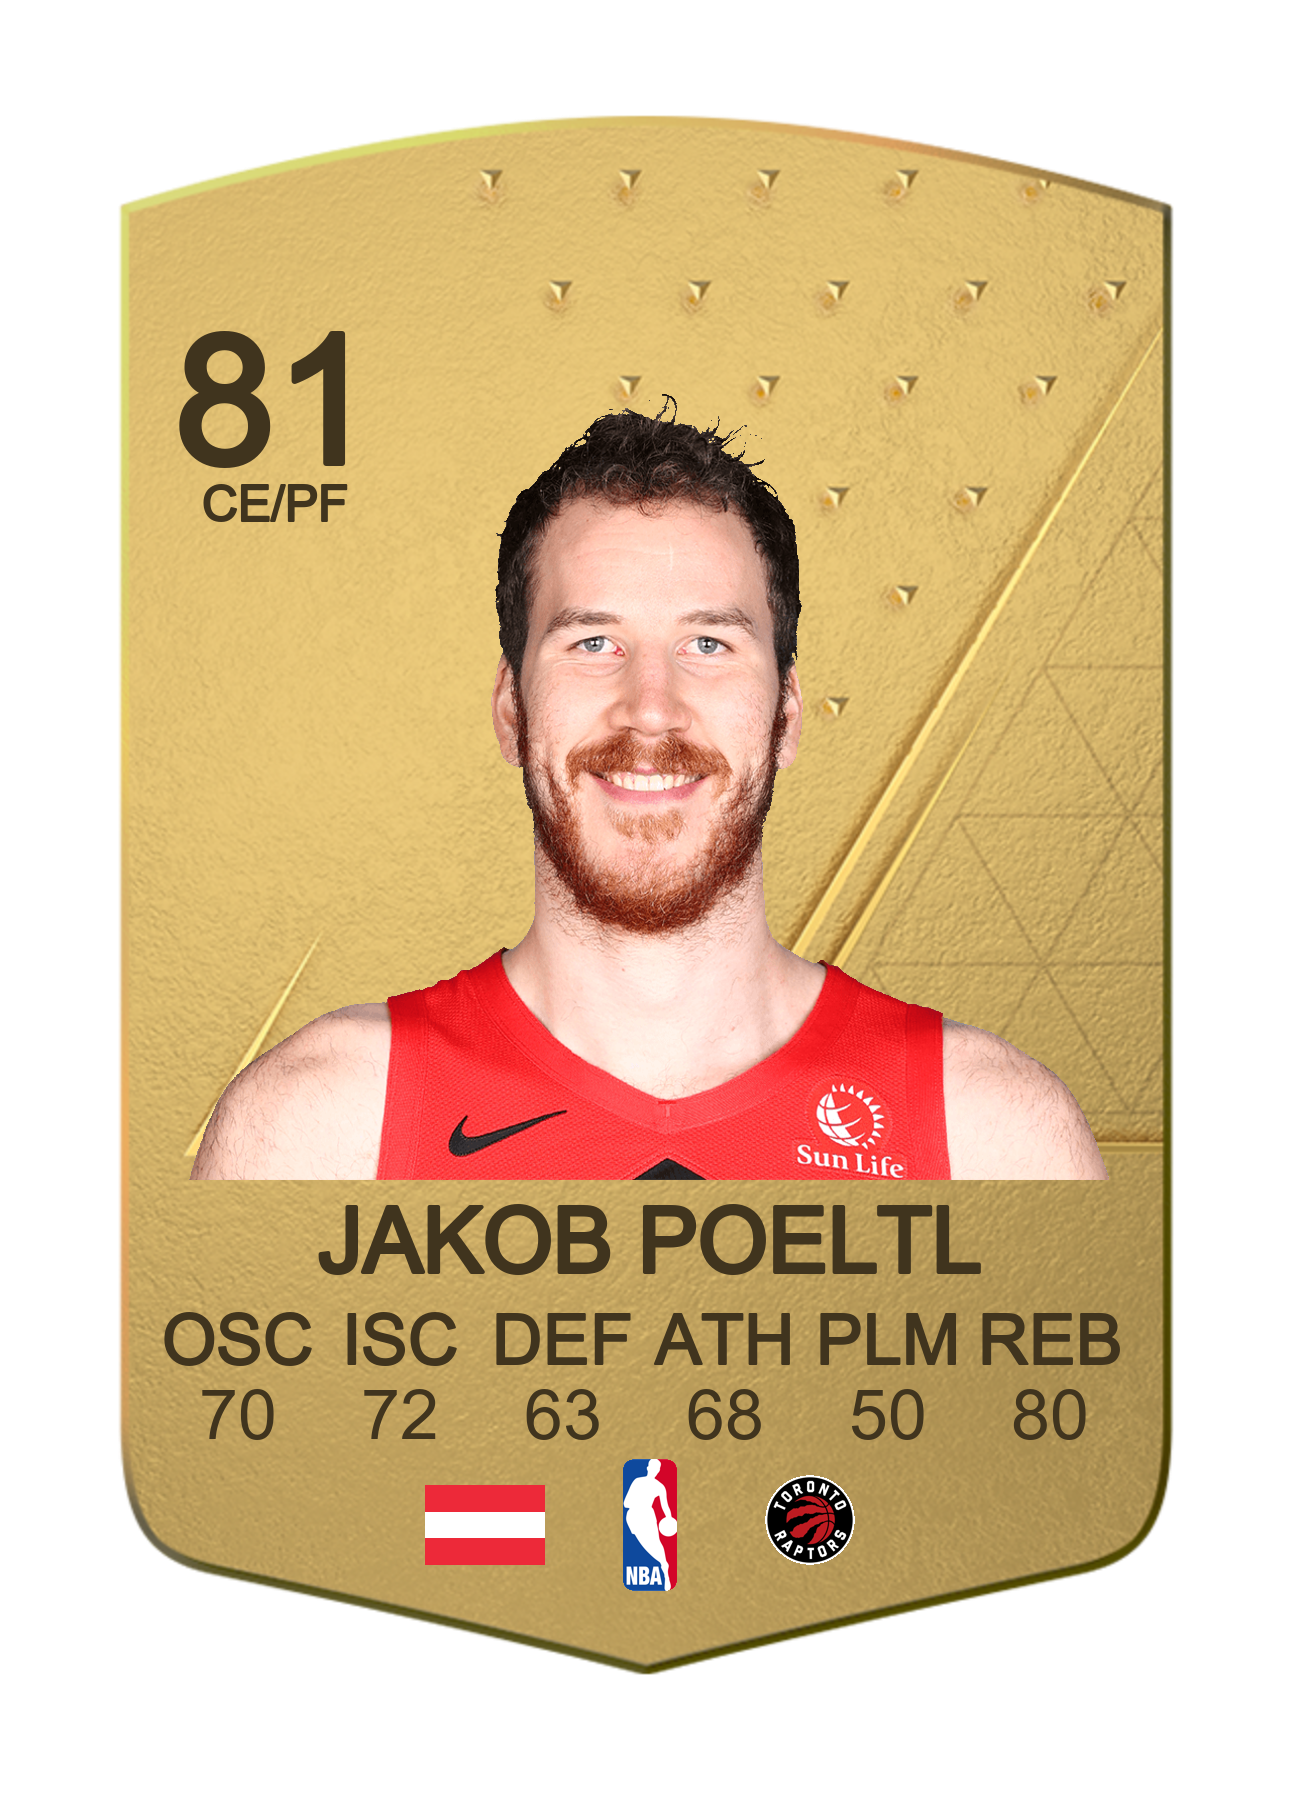 81
CE/PF
Sun Life
JAKOB POELTL
OSC ISC DEF ATH PLM REB
70 72 63 68 50 80
NBA
TORONTO
RAPTORS